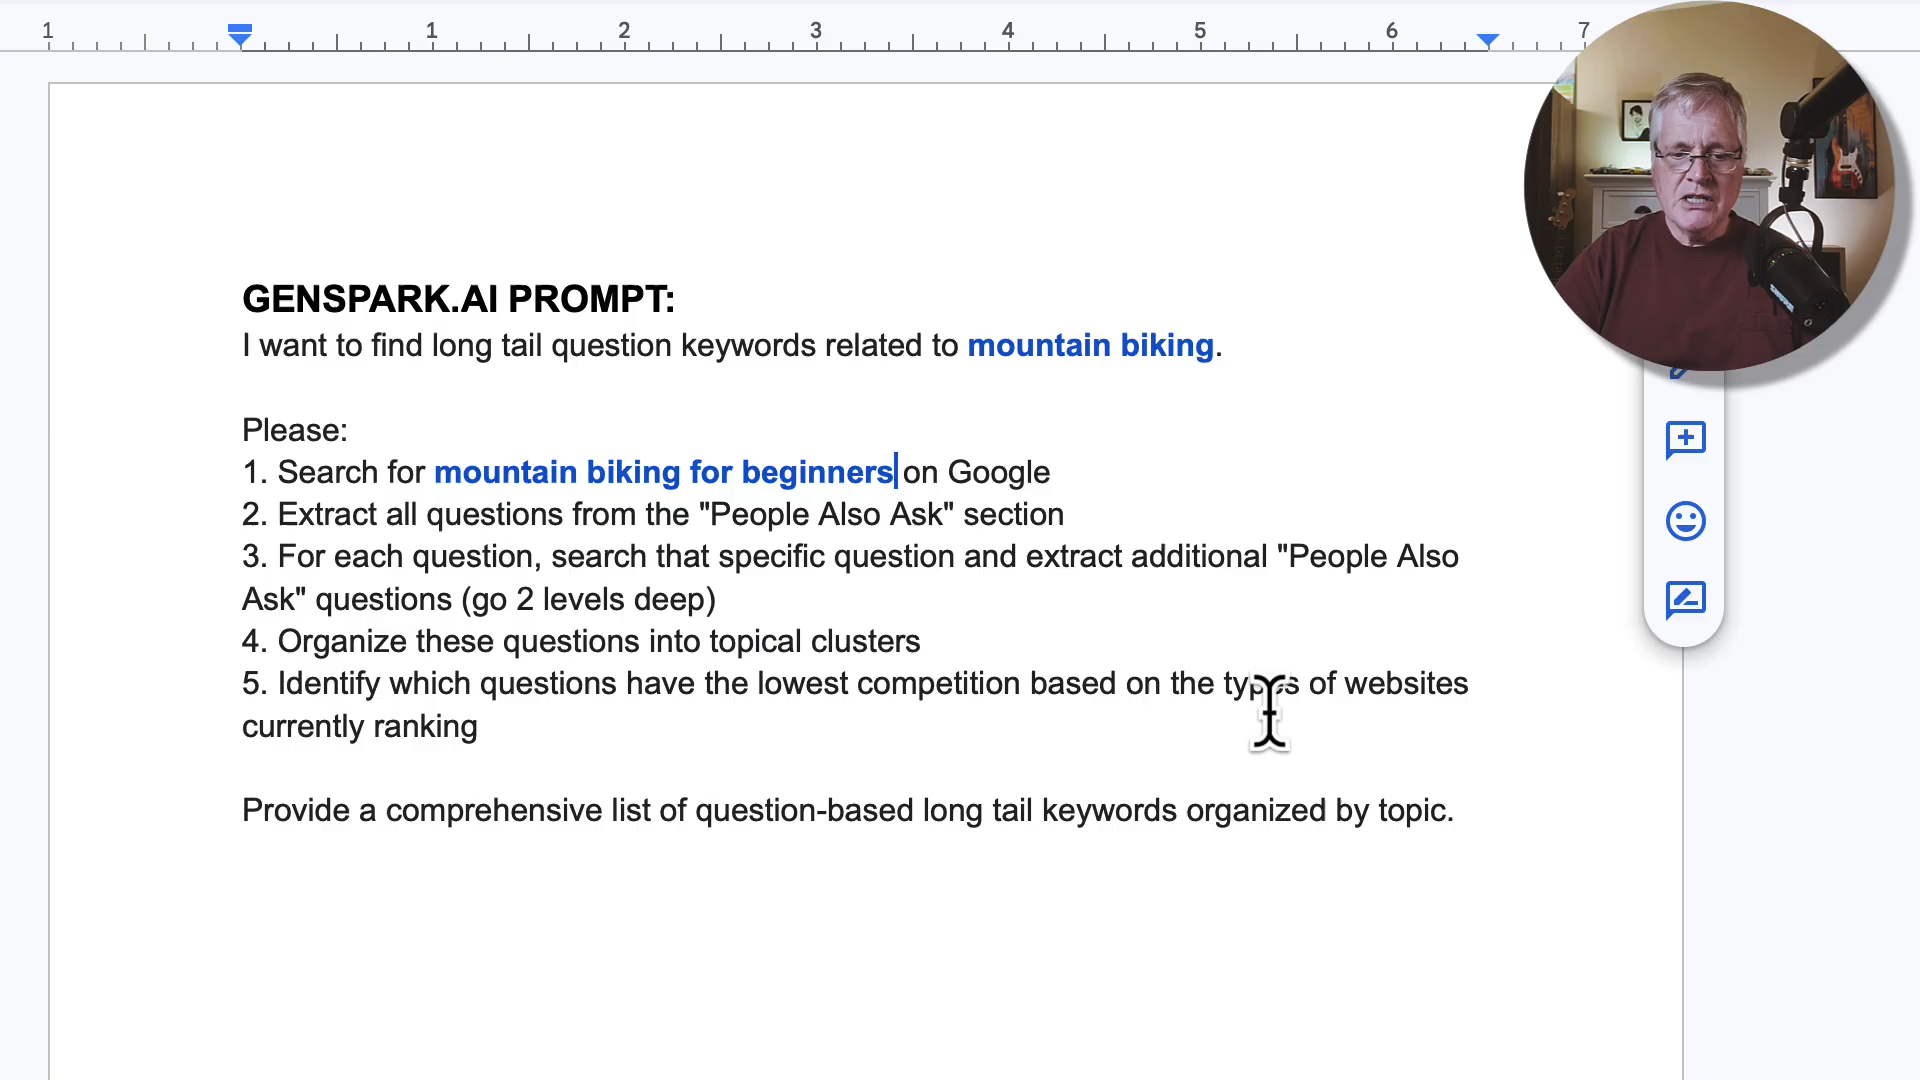 1 1 2 3 4 5 6 7
GENSPARK.AI PROMPT:
I want to find long tail question keywords related to mountain biking.
Please:
1. Search for mountain biking for beginners on Google
2. Extract all questions from the "People Also Ask" section
3. For each question, search that specific question and extract additional "People Also
Ask" questions (go 2 levels deep)
4. Organize these questions into topical clusters
5. Identify which questions have the lowest competition based on the types of websites
currently ranking
Provide a comprehensive list of question-based long tail keywords organized by topic.